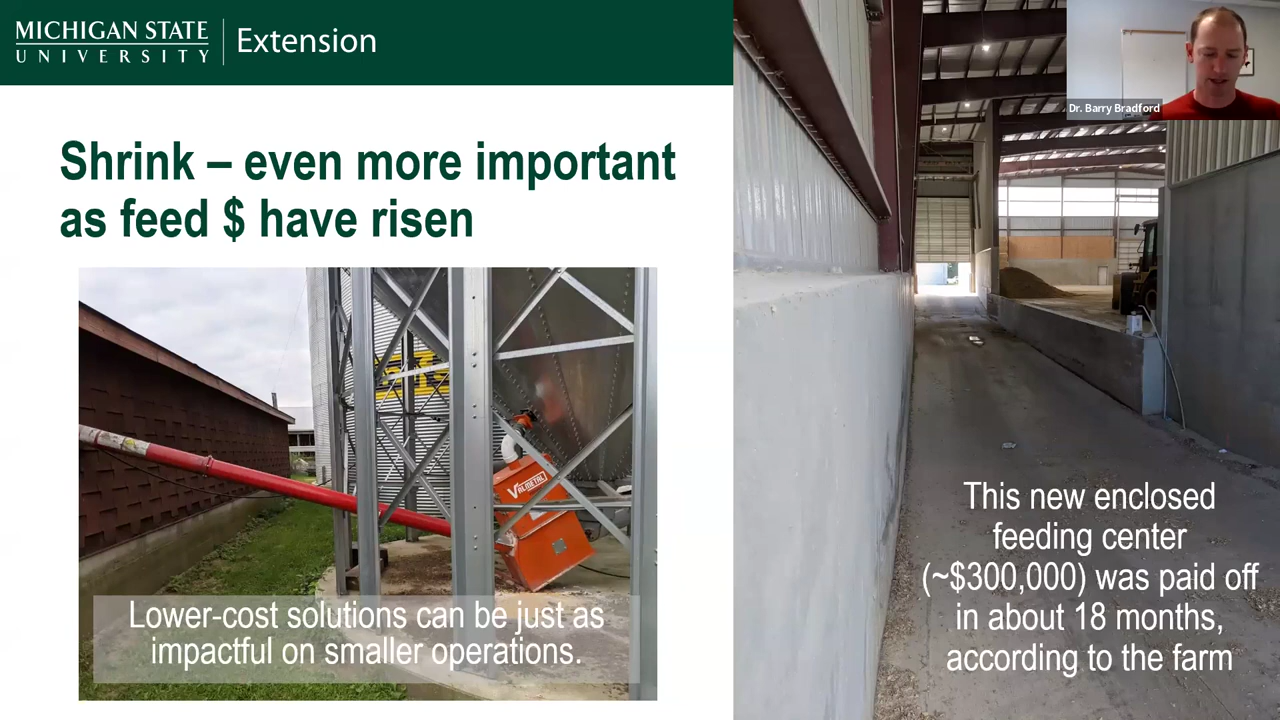 MICHIGAN STATE
UNIVERSITY
Extension
Dr. Barry Bradford
Shrink – even more important
as feed $ have risen
VALMETAL
Lower-cost solutions can be just as
impactful on smaller operations.
This new enclosed
feeding center
(~$300,000) was paid off
in about 18 months,
according to the farm